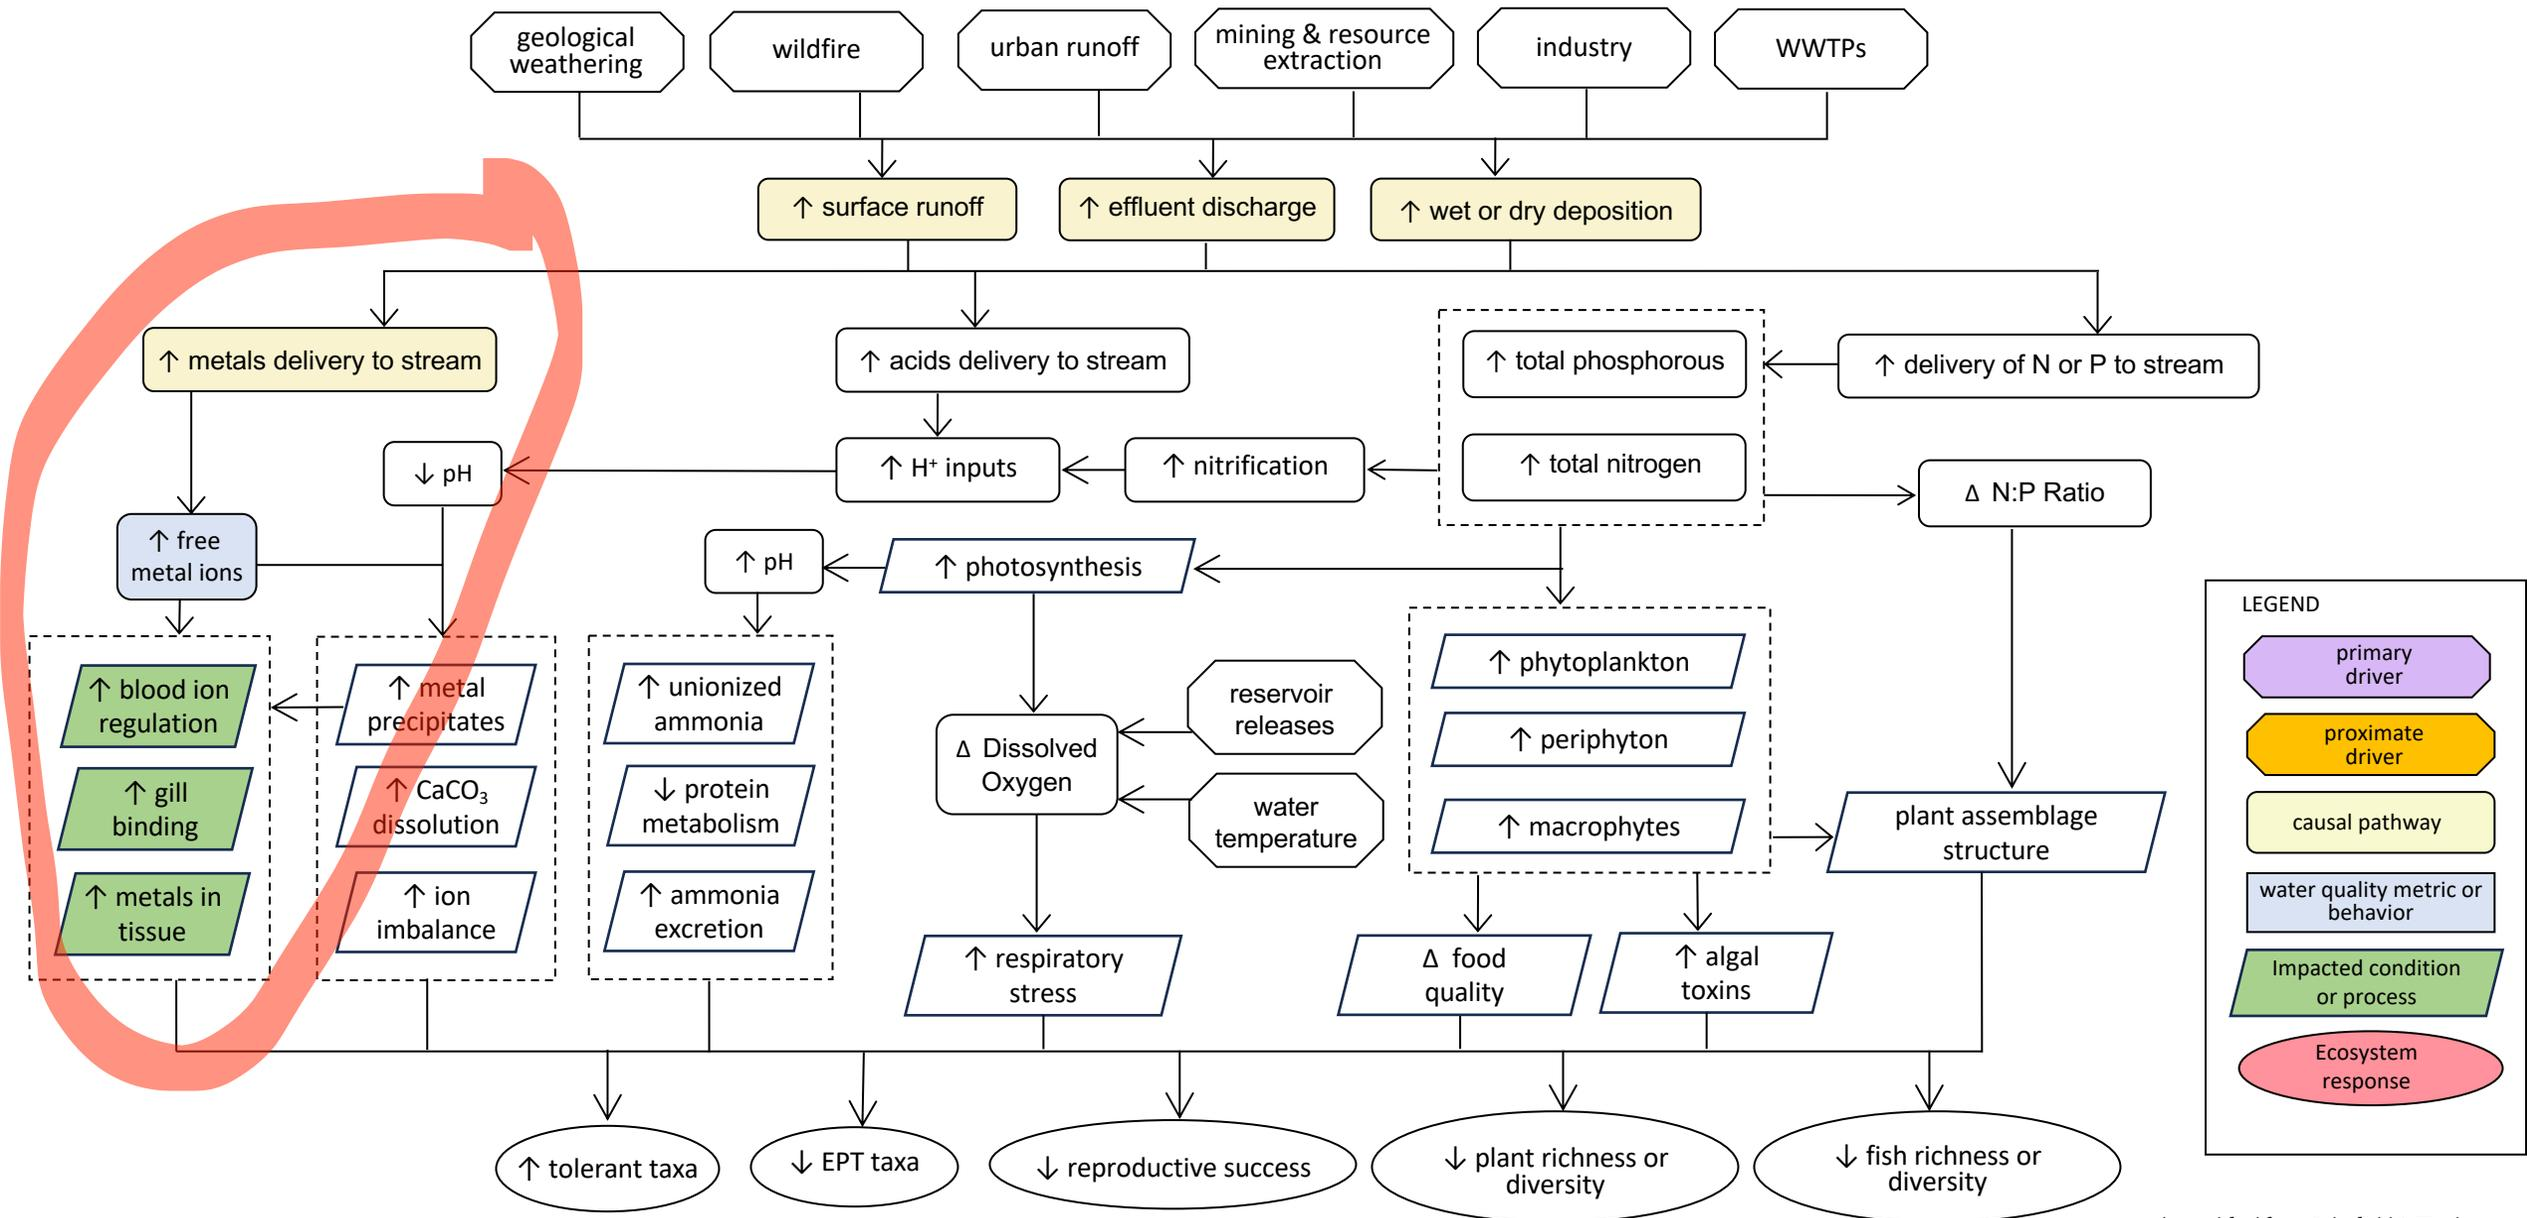 geological
weathering
wildfire
urban runoff
mining & resource
extraction
industry
WWTPs
↑ surface runoff
↑ effluent discharge
↑ wet or dry deposition
↑ metals delivery to stream
↑ acids delivery to stream
↑ total phosphorous
↑ delivery of N or P to stream
↓ pH
↑ H⁺ inputs
↑ nitrification
↑ total nitrogen
Δ N:P Ratio
↑ free
metal ions
↑ pH
↑ photosynthesis
↑ blood ion
regulation
↑ gill
binding
↑ metals in
tissue
↑ metal
precipitates
↑ CaCO₃
dissolution
↑ ion
imbalance
↑ unionized
ammonia
↓ protein
metabolism
↑ ammonia
excretion
Δ Dissolved
Oxygen
reservoir
releases
water
temperature
↑ phytoplankton
↑ periphyton
↑ macrophytes
plant assemblage
structure
↑ respiratory
stress
Δ food
quality
↑ algal
toxins
↑ tolerant taxa
↓ EPT taxa
↓ reproductive success
↓ plant richness or
diversity
↓ fish richness or
diversity
LEGEND
primary
driver
proximate
driver
causal pathway
water quality metric or
behavior
Impacted condition
or process
Ecosystem
response